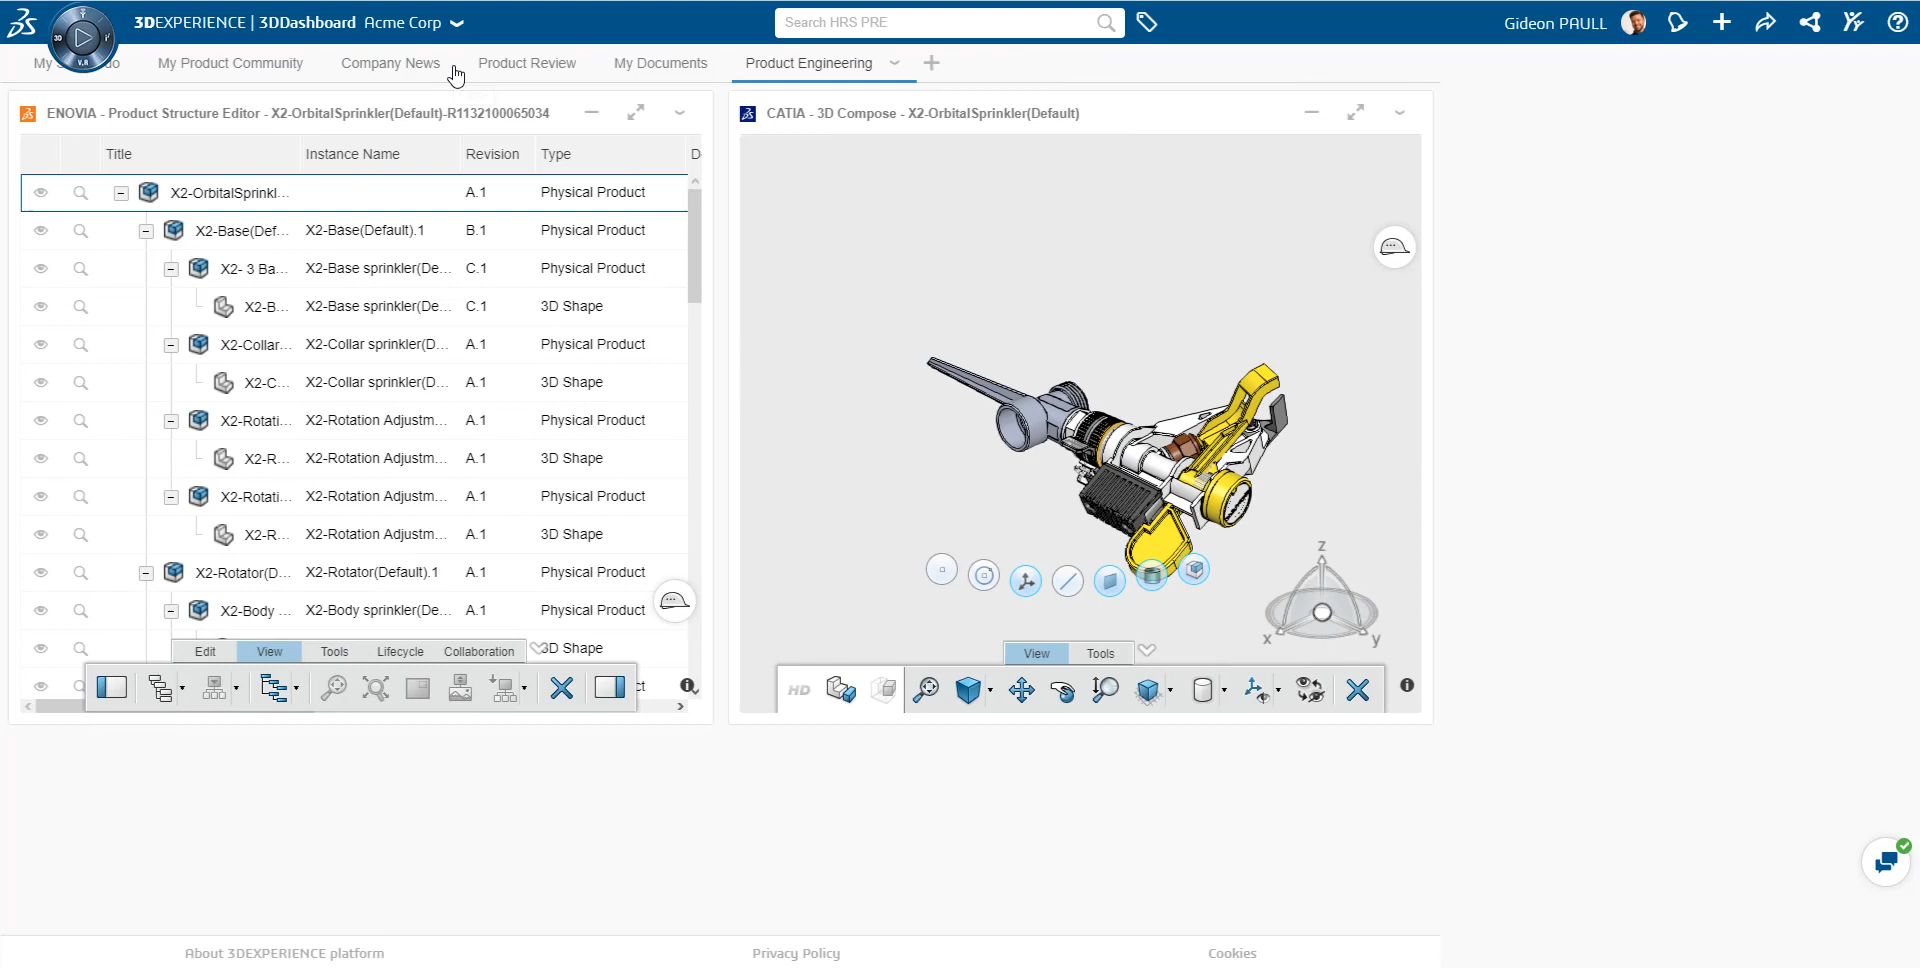 3DEXPERIENCE | 3DDashboard Acme Corp
Search HRS PRE
Gideon PAULL
3D
V.R
My
My Product Community
Company News
Product Review
My Documents
Product Engineering
ENOVIA - Product Structure Editor - X2-OrbitalSprinkler(Default)-R1132100065034
Title Instance Name Revision Type
X2-OrbitalSprinkl... A.1 Physical Product
X2-Base(Def... X2-Base(Default).1 B.1 Physical Product
X2- 3 Ba... X2-Base sprinkler(De... C.1 Physical Product
X2-B... X2-Base sprinkler(De... C.1 3D Shape
X2-Collar... X2-Collar sprinkler(D... A.1 Physical Product
X2-C... X2-Collar sprinkler(D... A.1 3D Shape
X2-Rotati... X2-Rotation Adjustm... A.1 Physical Product
X2-R... X2-Rotation Adjustm... A.1 3D Shape
X2-Rotati... X2-Rotation Adjustm... A.1 Physical Product
X2-R... X2-Rotation Adjustm... A.1 3D Shape
X2-Rotator(D... X2-Rotator(Default).1 A.1 Physical Product
X2-Body ... X2-Body sprinkler(De... A.1 Physical Product
3D Shape
Edit View Tools Lifecycle Collaboration
CATIA - 3D Compose - X2-OrbitalSprinkler(Default)
z
x
y
View Tools
HD
About 3DEXPERIENCE platform
Privacy Policy
Cookies